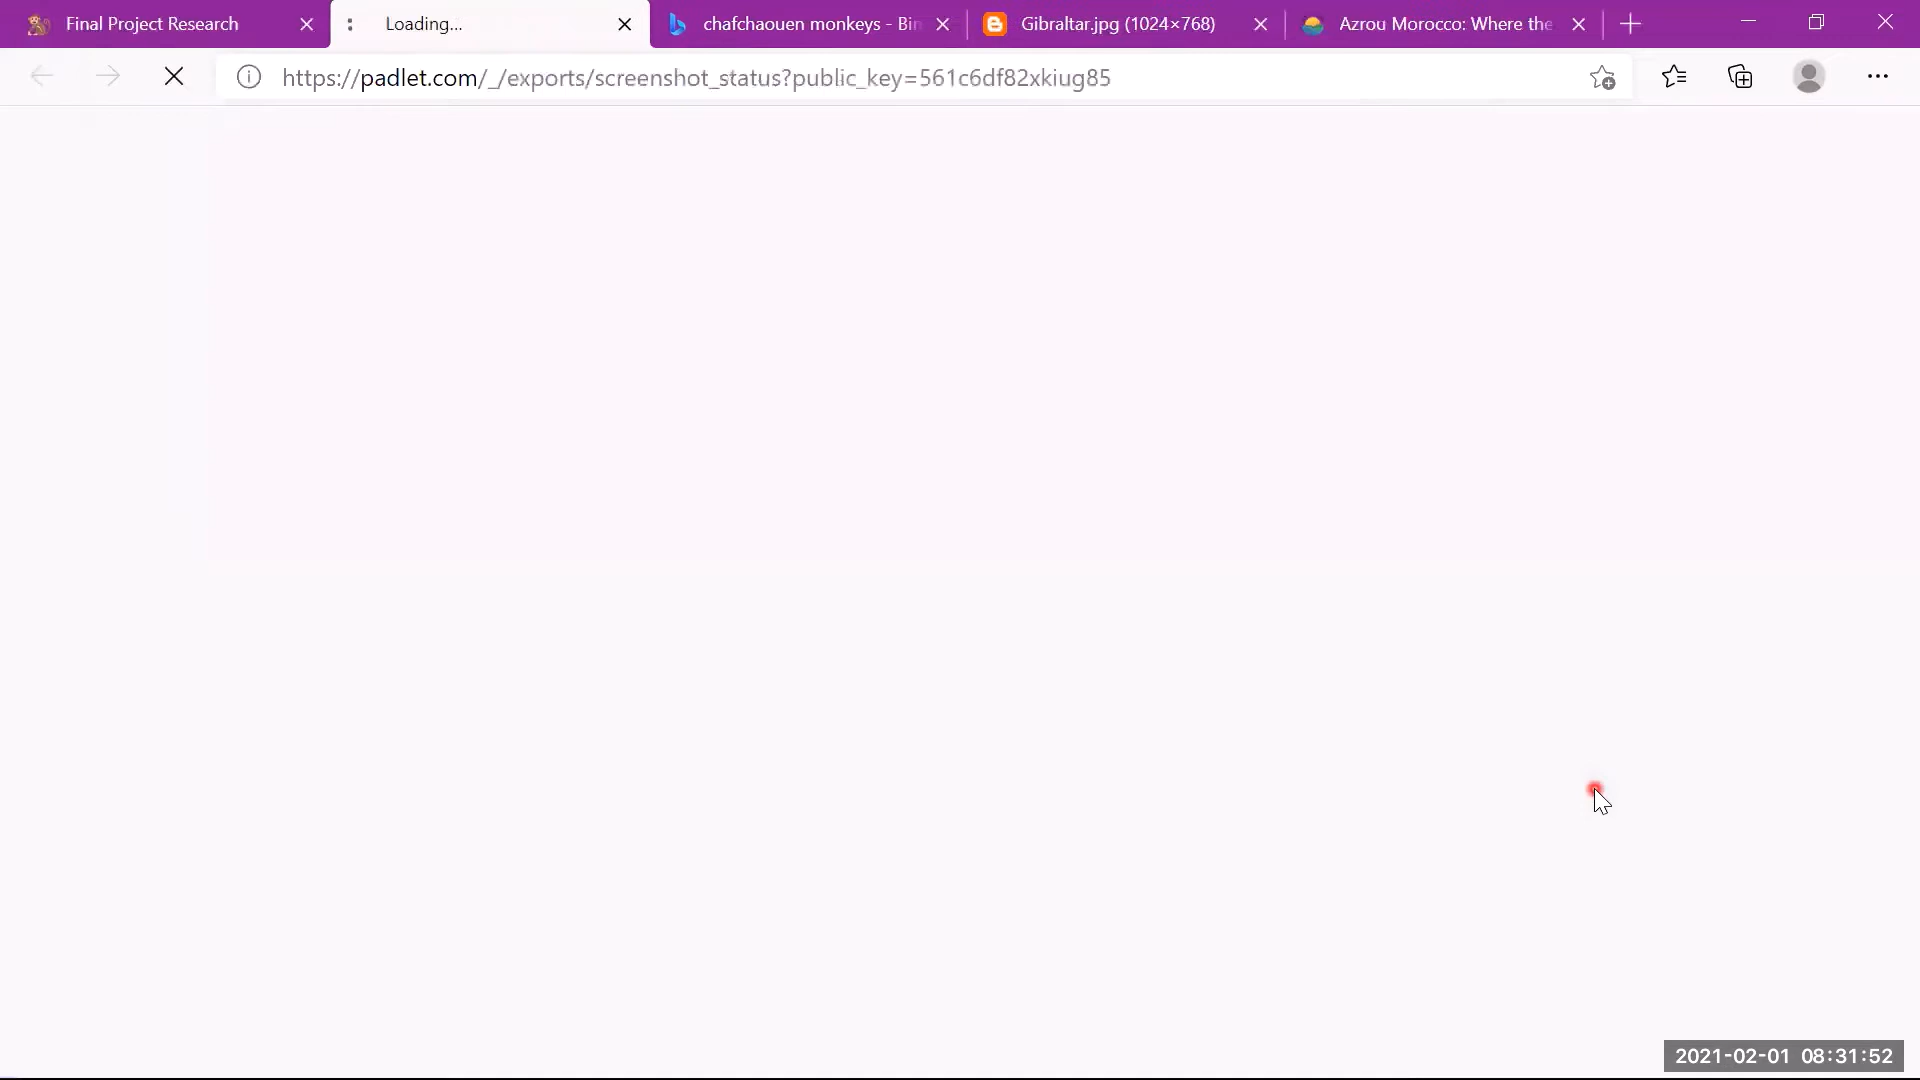 Final Project Research
Loading...
chafchaouen monkeys - Bin
Gibraltar.jpg (1024×768)
Azrou Morocco: Where the
https://padlet.com/_/exports/screenshot_status?public_key=561c6df82xkiug85
2021-02-01 08:31:52